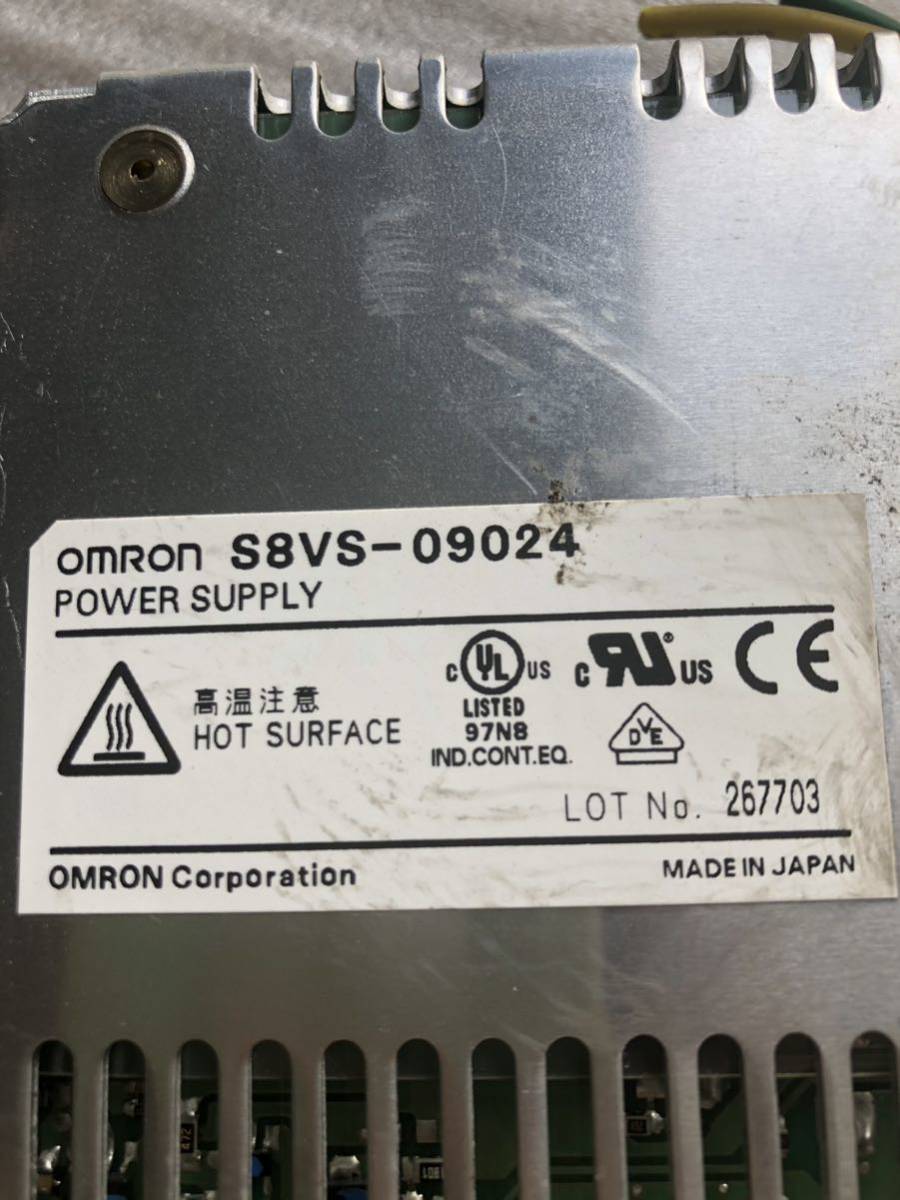 OMRON S8VS-09024
POWER SUPPLY
高温注意
HOT SURFACE
C UL US
LISTED
97N8
IND.CONT.EQ.
C RU® US
CE
DVE
LOT No. 267703
OMRON Corporation
MADE IN JAPAN
472